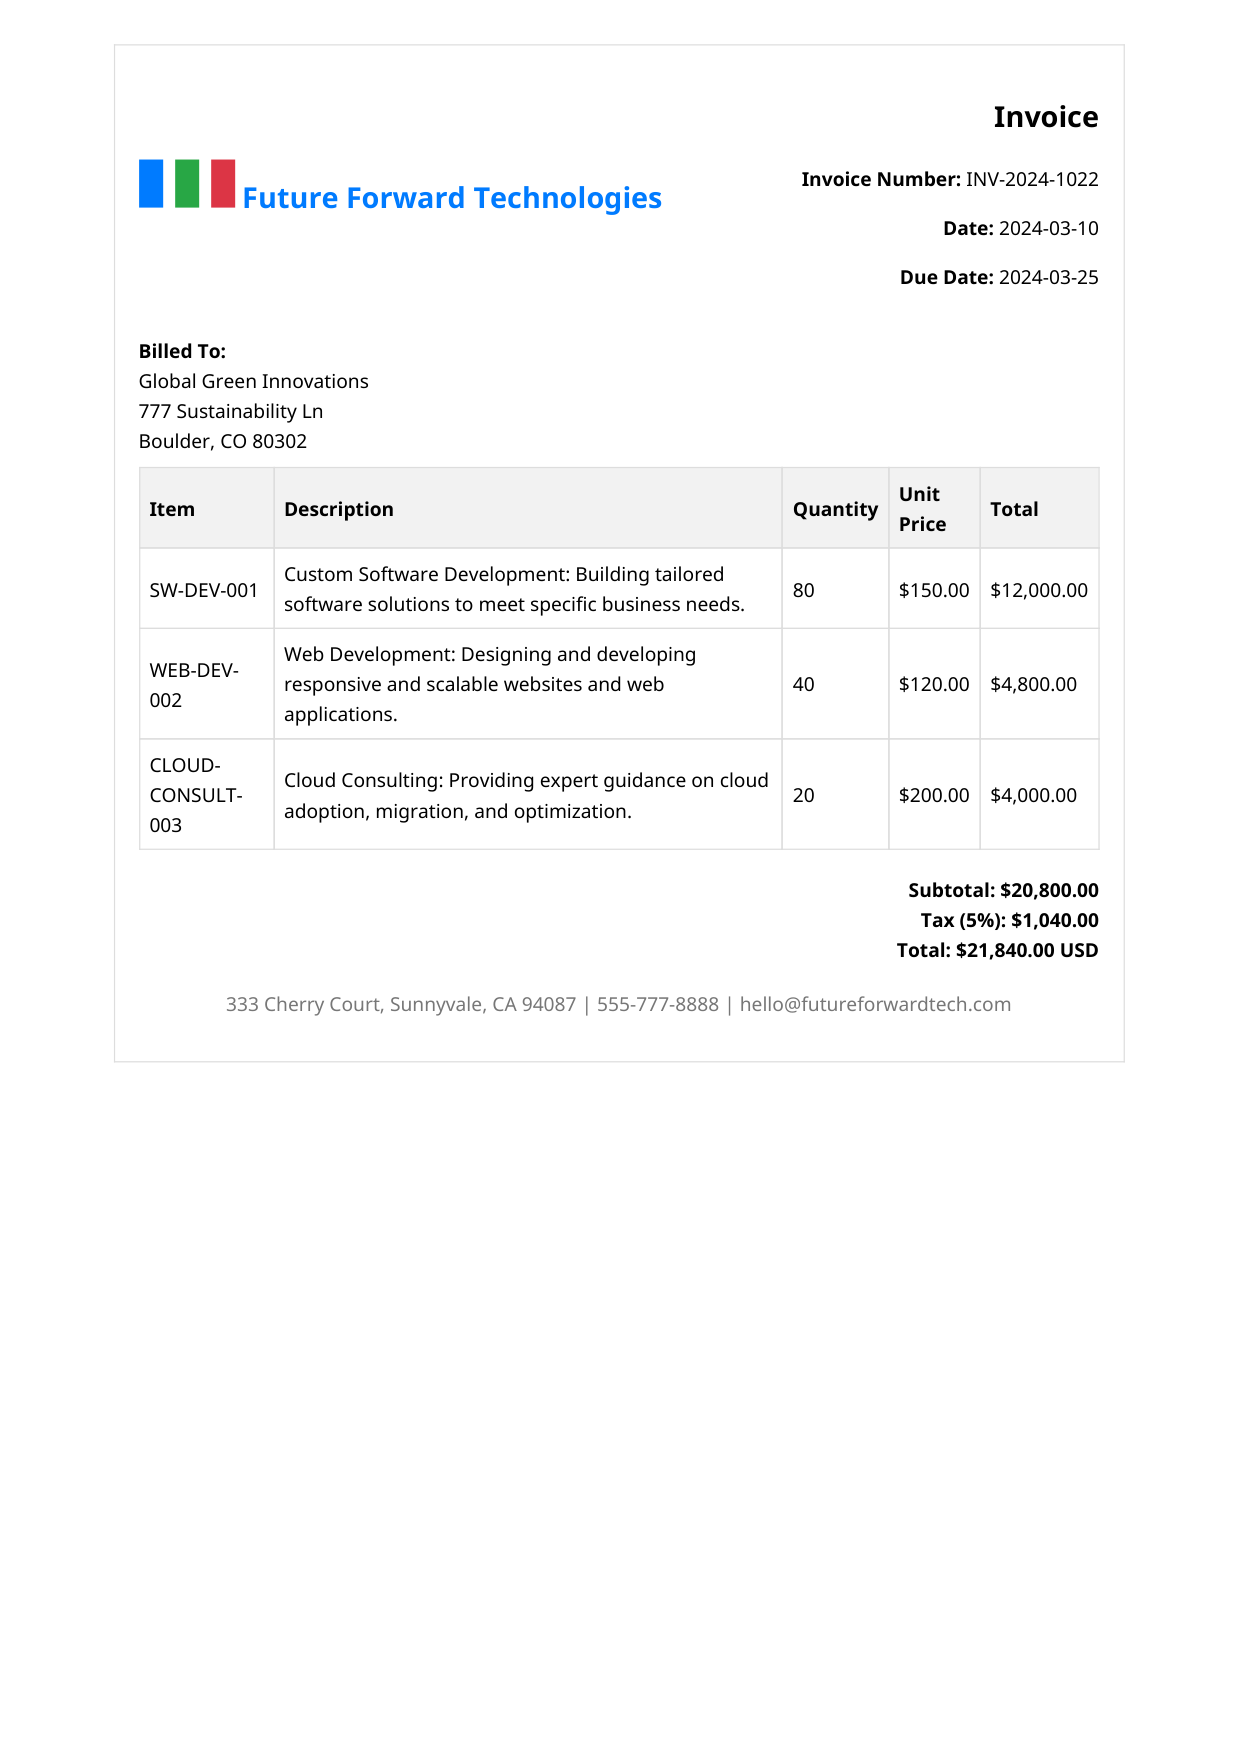 Invoice
Future Forward Technologies
Invoice Number: INV-2024-1022
Date: 2024-03-10
Due Date: 2024-03-25
Billed To:
Global Green Innovations
777 Sustainability Ln
Boulder, CO 80302
Item Description Quantity Unit
Price Total
SW-DEV-001 Custom Software Development: Building tailored
software solutions to meet specific business needs. 80 $150.00 $12,000.00
WEB-DEV-
002 Web Development: Designing and developing
responsive and scalable websites and web
applications. 40 $120.00 $4,800.00
CLOUD-
CONSULT-
003 Cloud Consulting: Providing expert guidance on cloud
adoption, migration, and optimization. 20 $200.00 $4,000.00
Subtotal: $20,800.00
Tax (5%): $1,040.00
Total: $21,840.00 USD
333 Cherry Court, Sunnyvale, CA 94087 | 555-777-8888 | hello@futureforwardtech.com